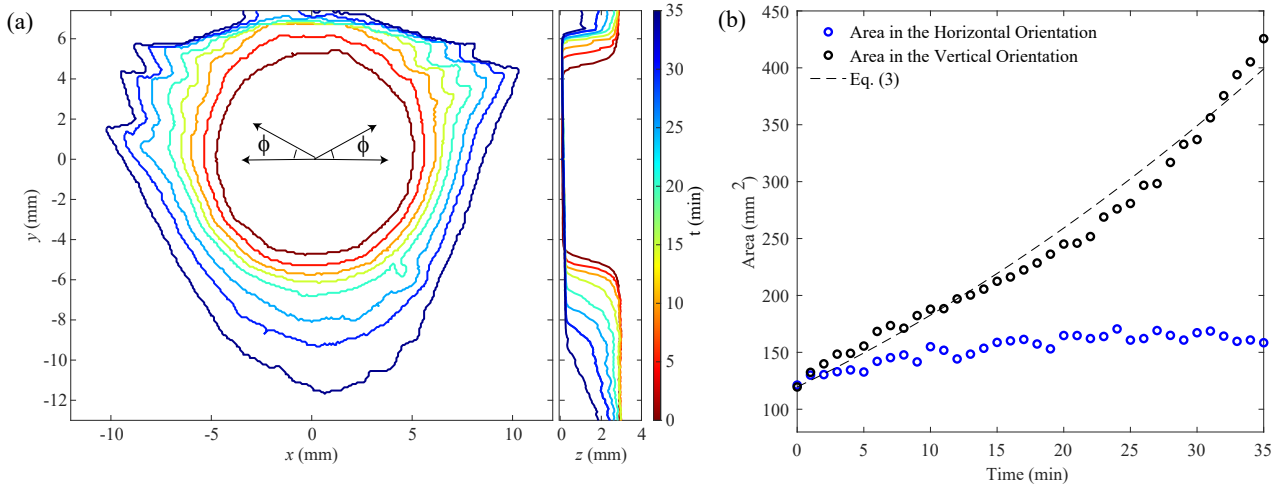 (a)
6
4
2
0
-2
-4
-6
-8
-10
-12
y (mm)
ϕ ϕ
-10 -5 0 5 10
x (mm)
0 2 4
z (mm)
35
30
25
20
15
10
5
0
t (min)
(b)
450
400
350
300
250
200
150
100
Area (mm²)
Area in the Horizontal Orientation
Area in the Vertical Orientation
Eq. (3)
0 5 10 15 20 25 30 35
Time (min)